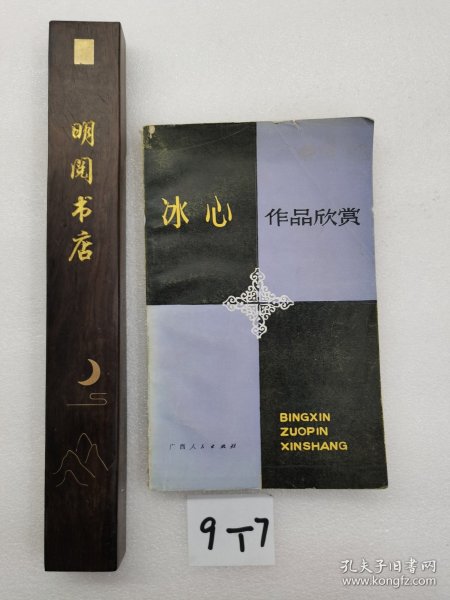 明阅书店
冰心
作品欣赏
BINGXIN
ZUOPIN
XINSHANG
广西人民出版社
9-T7
孔夫子旧书网
www.kongfz.com